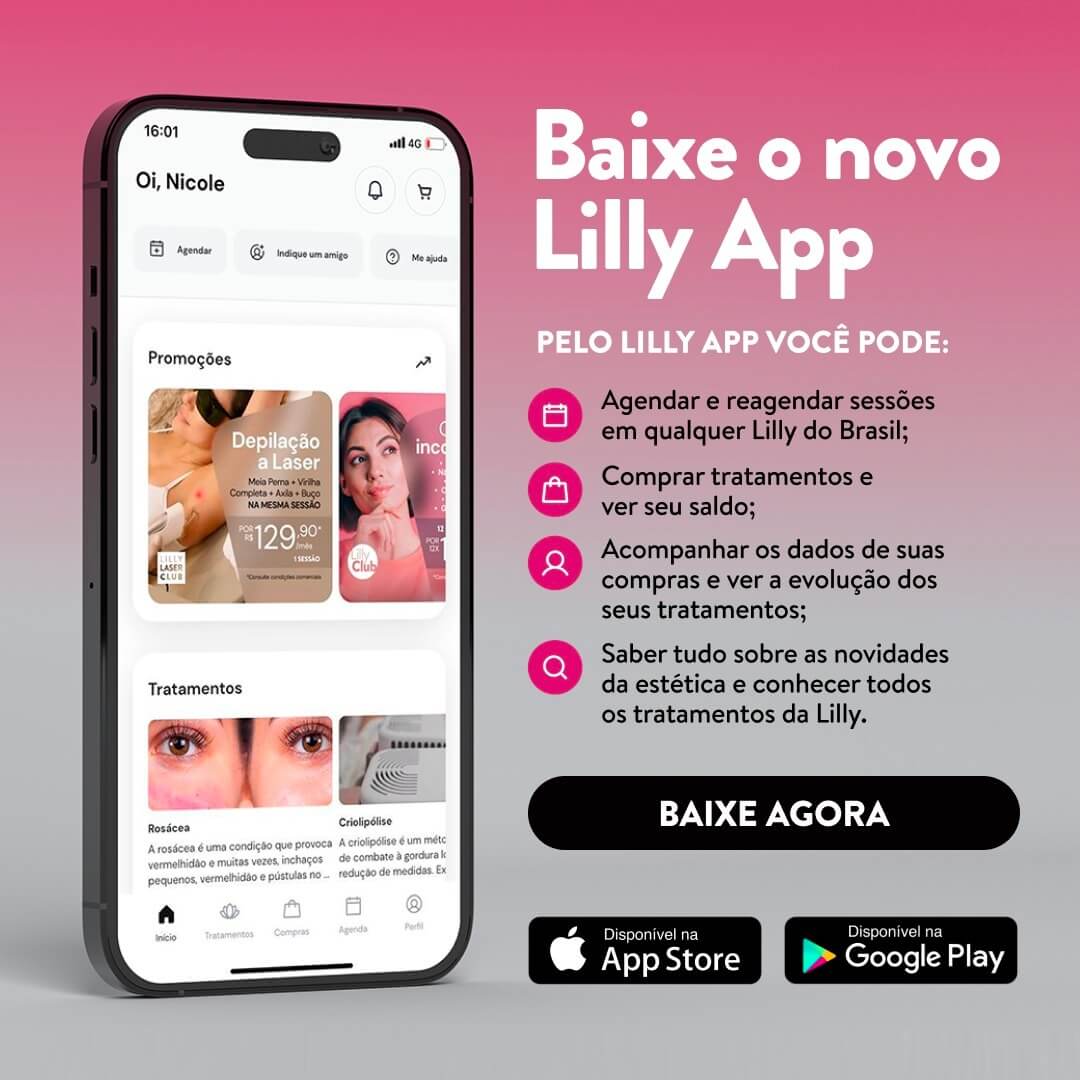 16:01
4G
Oi, Nicole
Agendar
Indique um amigo
Me ajuda
Promoções
Depilação
a Laser
Meia Perna + Virilha
Completa + Axila + Buço
NA MESMA SESSÃO
POR
R$ 129,90*
/mês
1 SESSÃO
*Consulte condições comerciais
LILLY
LASER
CLUB
Lilly
Club
12
POR
12X
Tratamentos
Rosácea
A rosácea é uma condição que provoca
vermelhidão e muitas vezes, inchaços
pequenos, vermelhidão e pústulas no ...
Criolipólise
A criolipólise é um méto
de combate à gordura lo
redução de medidas. Ex
Início
Tratamentos
Compras
Agenda
Perfil
Baixe o novo
Lilly App
PELO LILLY APP VOCÊ PODE:
Agendar e reagendar sessões
em qualquer Lilly do Brasil;
Comprar tratamentos e
ver seu saldo;
Acompanhar os dados de suas
compras e ver a evolução dos
seus tratamentos;
Saber tudo sobre as novidades
da estética e conhecer todos
os tratamentos da Lilly.
BAIXE AGORA
Disponível na
App Store
Disponível na
Google Play